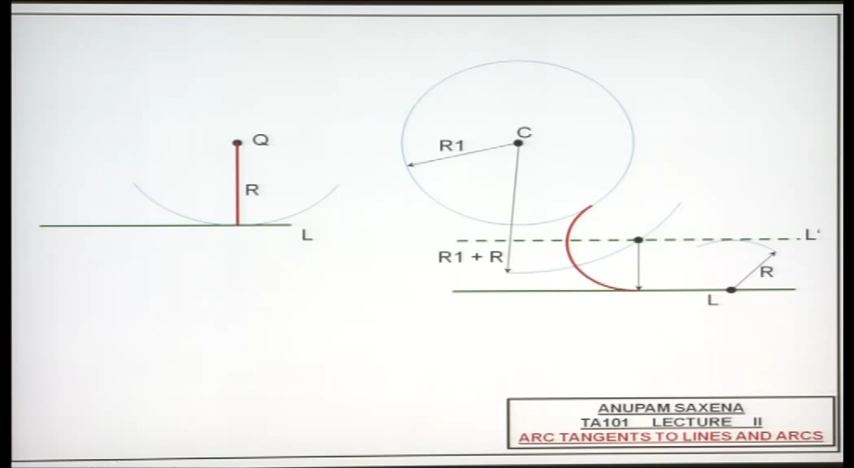 Q
R
L
C
R1
L'
R1 + R
R
L
ANUPAM SAXENA
TA101 LECTURE II
ARC TANGENTS TO LINES AND ARCS